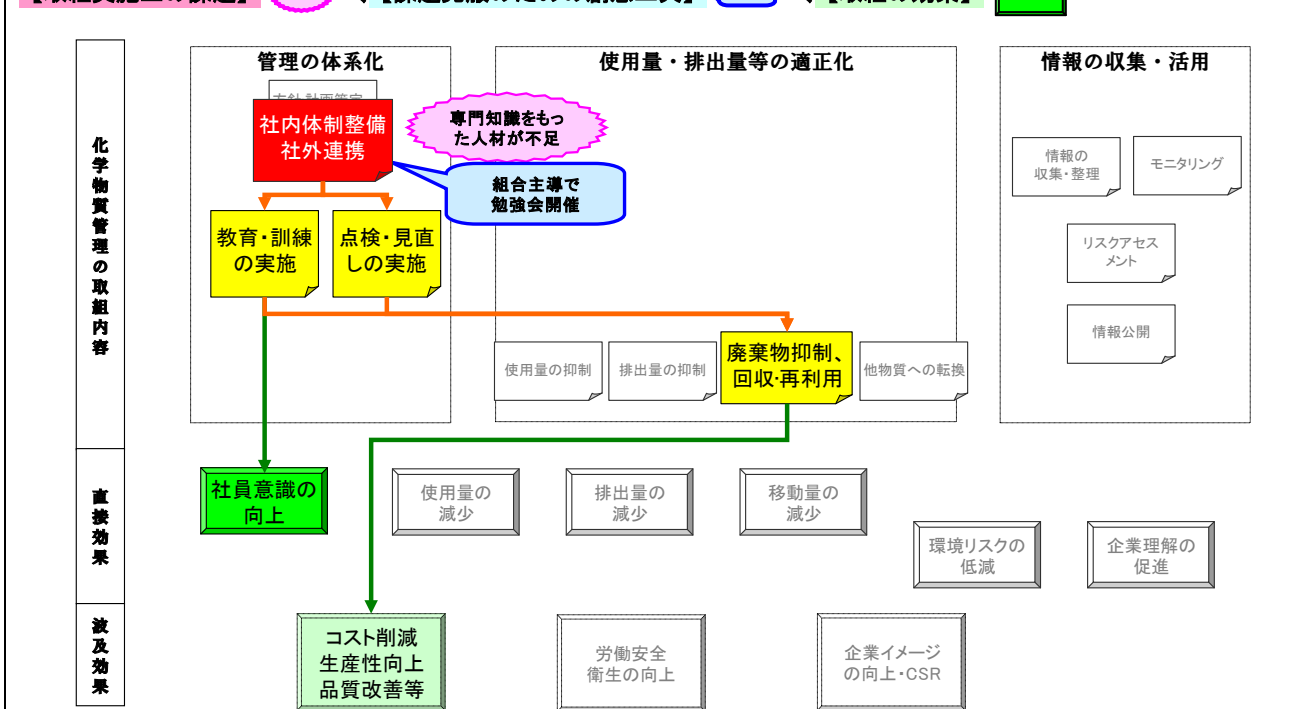 管理の体系化
使用量・排出量等の適正化
情報の収集・活用
化学物質管理の取組内容
社内体制整備
社外連携
専門知識をもっ
た人材が不足
組合主導で
勉強会開催
教育・訓練
の実施
点検・見直
しの実施
情報の
収集・整理
モニタリング
リスクアセス
メント
情報公開
使用量の抑制
排出量の抑制
廃棄物抑制、
回収・再利用
他物質への転換
直接効果
社員意識の
向上
使用量の
減少
排出量の
減少
移動量の
減少
環境リスクの
低減
企業理解の
促進
波及効果
コスト削減
生産性向上
品質改善等
労働安全
衛生の向上
企業イメージ
の向上・CSR